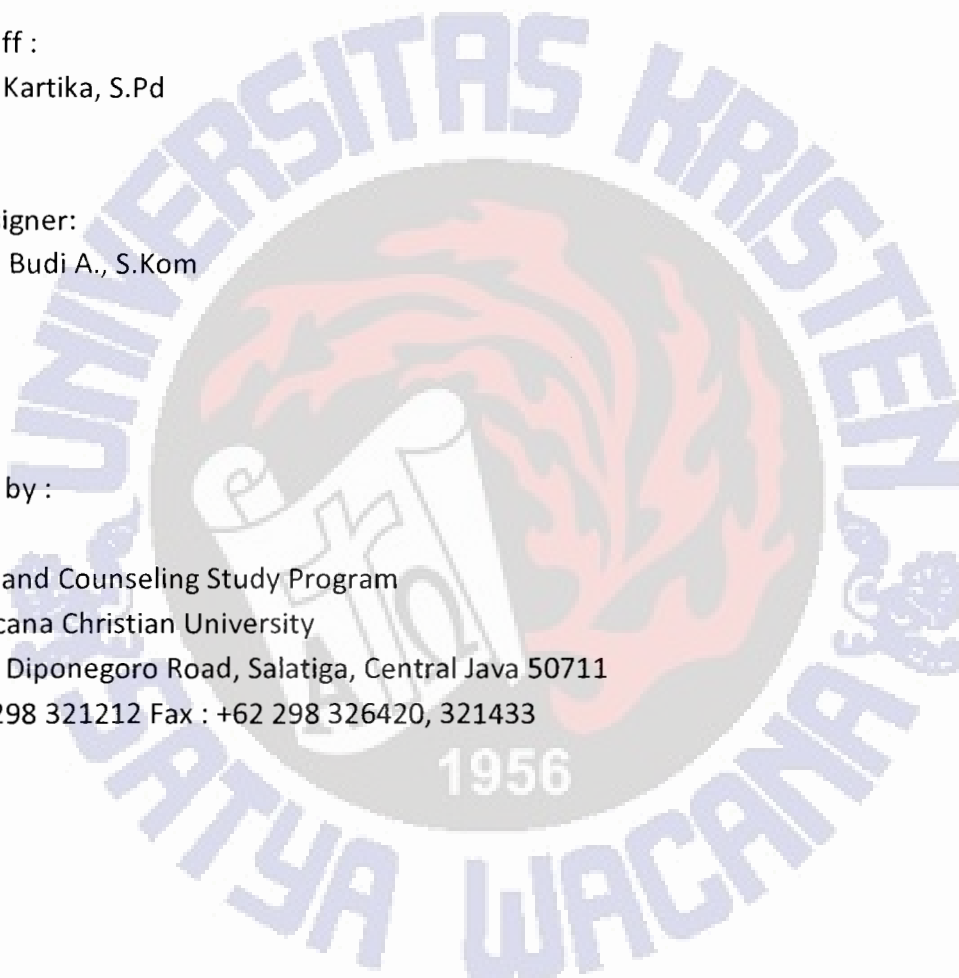 ff :
Kartika, S.Pd
igner:
Budi A., S.Kom
by :
and Counseling Study Program
cana Christian University
Diponegoro Road, Salatiga, Central Java 50711
298 321212 Fax : +62 298 326420, 321433
UNIVERSITAS KRISTEN
SATYA WACANA
1956
Α Ω